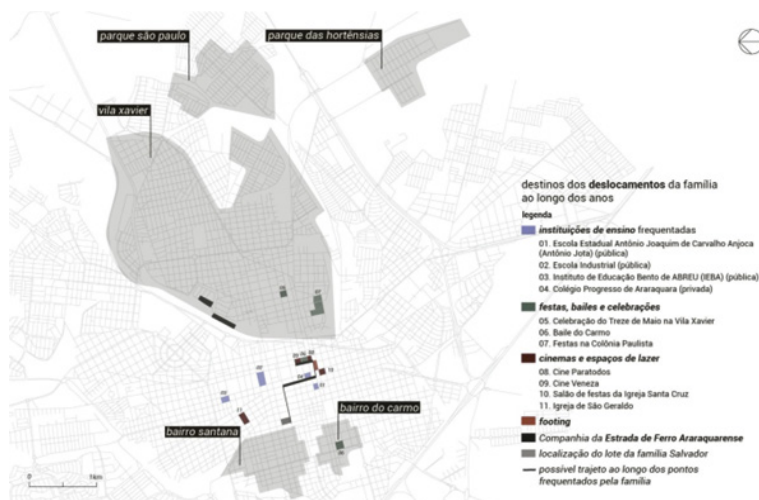 parque são paulo
parque das hortênsias
vila xavier
destinos dos deslocamentos da família
ao longo dos anos
legenda
instituições de ensino frequentadas
01. Escola Estadual Antônio Joaquim de Carvalho Anjoca
(Antônio Jota) (pública)
02. Escola Industrial (pública)
03. Instituto de Educação Bento de ABREU (IEBA) (pública)
04. Colégio Progresso de Araraquara (privada)
festas, bailes e celebrações
05. Celebração do Treze de Maio na Vila Xavier
06. Baile do Carmo
07. Festas na Colônia Paulista
cinemas e espaços de lazer
08. Cine Paratodos
09. Cine Veneza
10. Salão de festas da Igreja Santa Cruz
11. Igreja de São Geraldo
footing
Companhia da Estrada de Ferro Araraquarense
localização do lote da família Salvador
possível trajeto ao longo dos pontos
frequentados pela família
bairro do carmo
bairro santana
0
1km